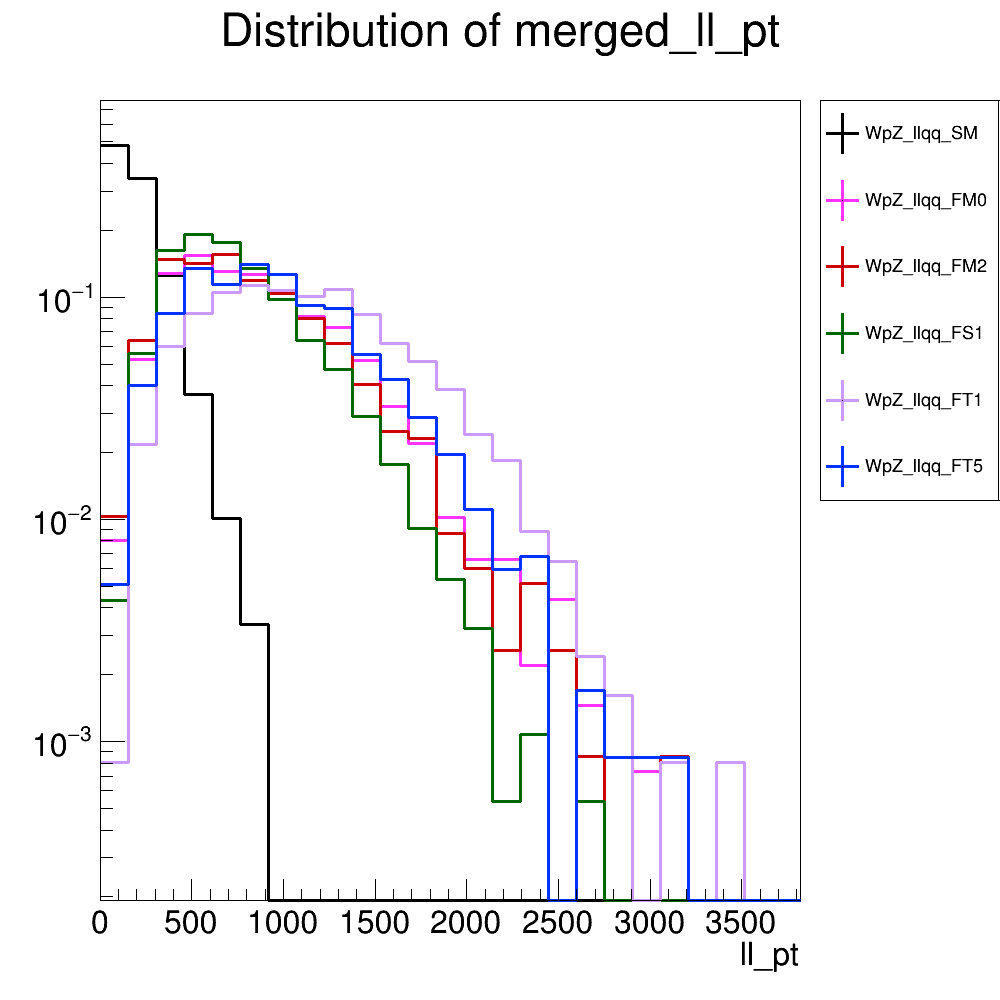 Distribution of merged_ll_pt
WpZ_llqq_SM
WpZ_llqq_FM0
WpZ_llqq_FM2
WpZ_llqq_FS1
WpZ_llqq_FT1
WpZ_llqq_FT5
10⁻¹
10⁻²
10⁻³
0 500 1000 1500 2000 2500 3000 3500
ll_pt